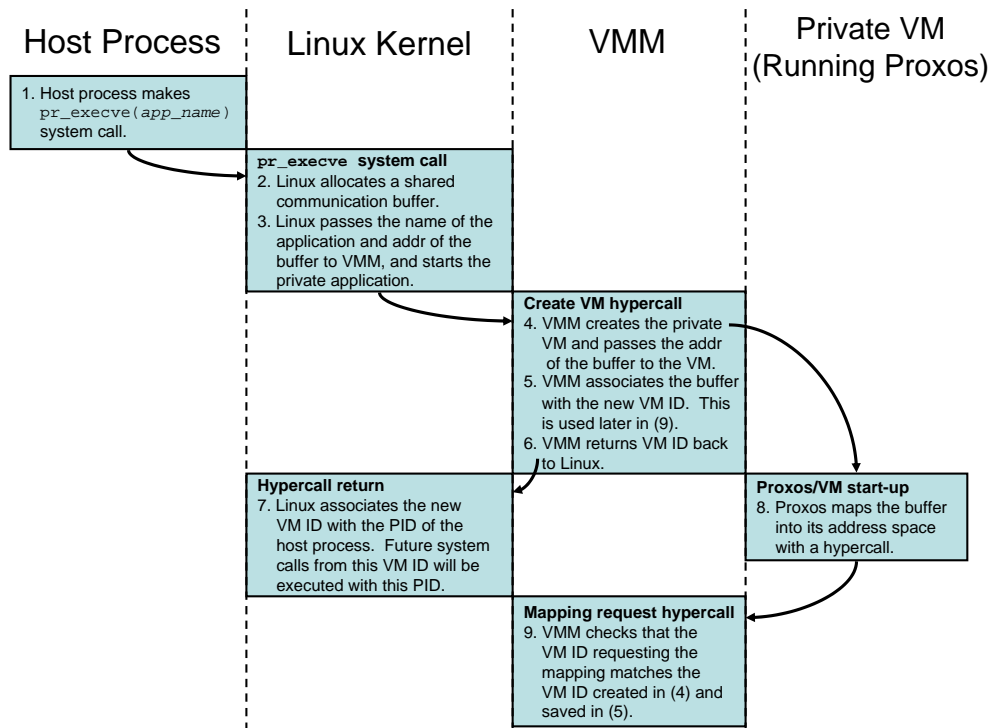 Host Process
Linux Kernel
VMM
Private VM
(Running Proxos)
1. Host process makes
pr_execve(app_name)
system call.
pr_execve system call
2. Linux allocates a shared
communication buffer.
3. Linux passes the name of the
application and addr of the
buffer to VMM, and starts the
private application.
Create VM hypercall
4. VMM creates the private
VM and passes the addr
of the buffer to the VM.
5. VMM associates the buffer
with the new VM ID. This
is used later in (9).
6. VMM returns VM ID back
to Linux.
Hypercall return
7. Linux associates the new
VM ID with the PID of the
host process. Future system
calls from this VM ID will be
executed with this PID.
Proxos/VM start-up
8. Proxos maps the buffer
into its address space
with a hypercall.
Mapping request hypercall
9. VMM checks that the
VM ID requesting the
mapping matches the
VM ID created in (4) and
saved in (5).